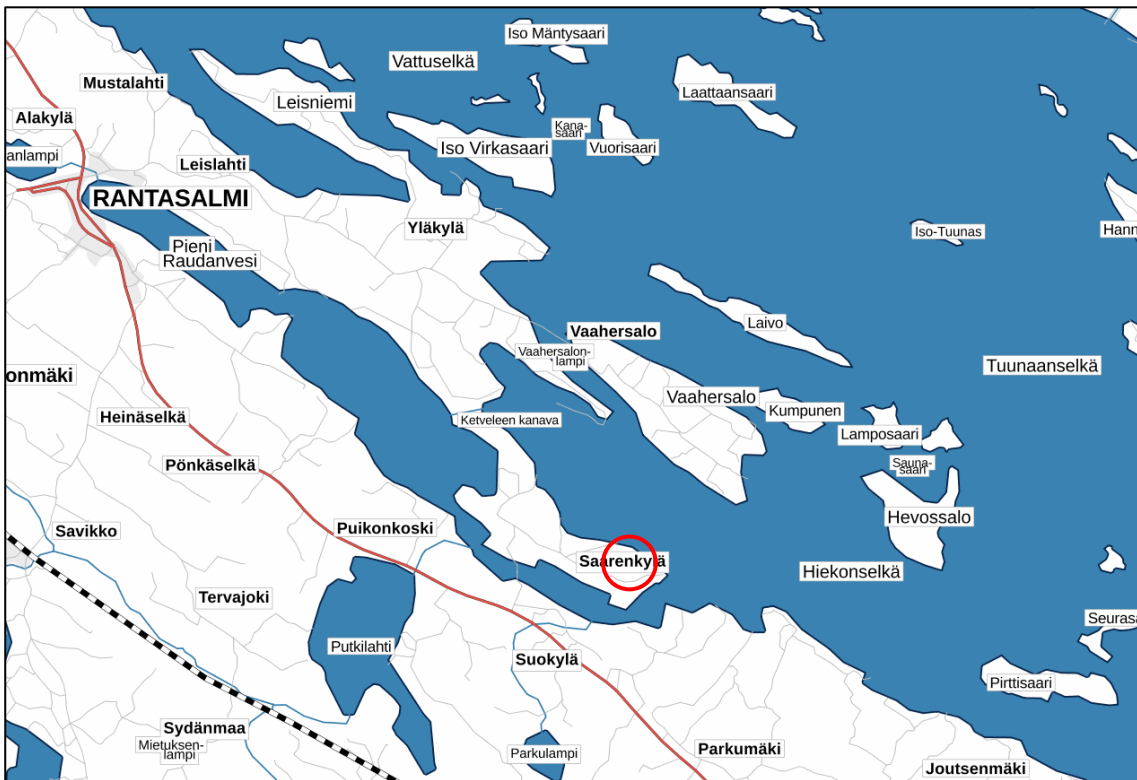 Iso Mäntysaari
Vattuselkä
Mustalahti
Laattaansaari
Leisniemi
Alakylä
Kana-
saari
Iso Virkasaari
Vuorisaari
anlampi
Leislahti
RANTASALMI
Yläkylä
Iso-Tuunas
Hann
Pieni
Raudanvesi
Laivo
Vaahersalo
Vaahersalon-
lampi
Tuunaanselkä
onmäki
Vaahersalo
Kumpunen
Heinäselkä
Ketveleen kanava
Lamposaari
Pönkäselkä
Sauna-
saari
Hevossalo
Puikonkoski
Savikko
Saarenkylä
Hiekonselkä
Tervajoki
Seurasa
Putkilahti
Suokylä
Pirttisaari
Sydänmaa
Mietuksen-
lampi
Parkulampi
Parkumäki
Joutsenmäki